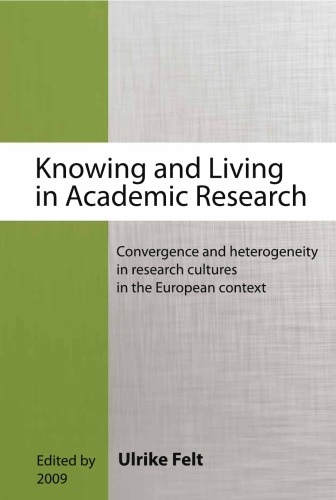 Knowing and Living
in Academic Research
Convergence and heterogeneity
in research cultures
in the European context
Edited by Ulrike Felt
2009